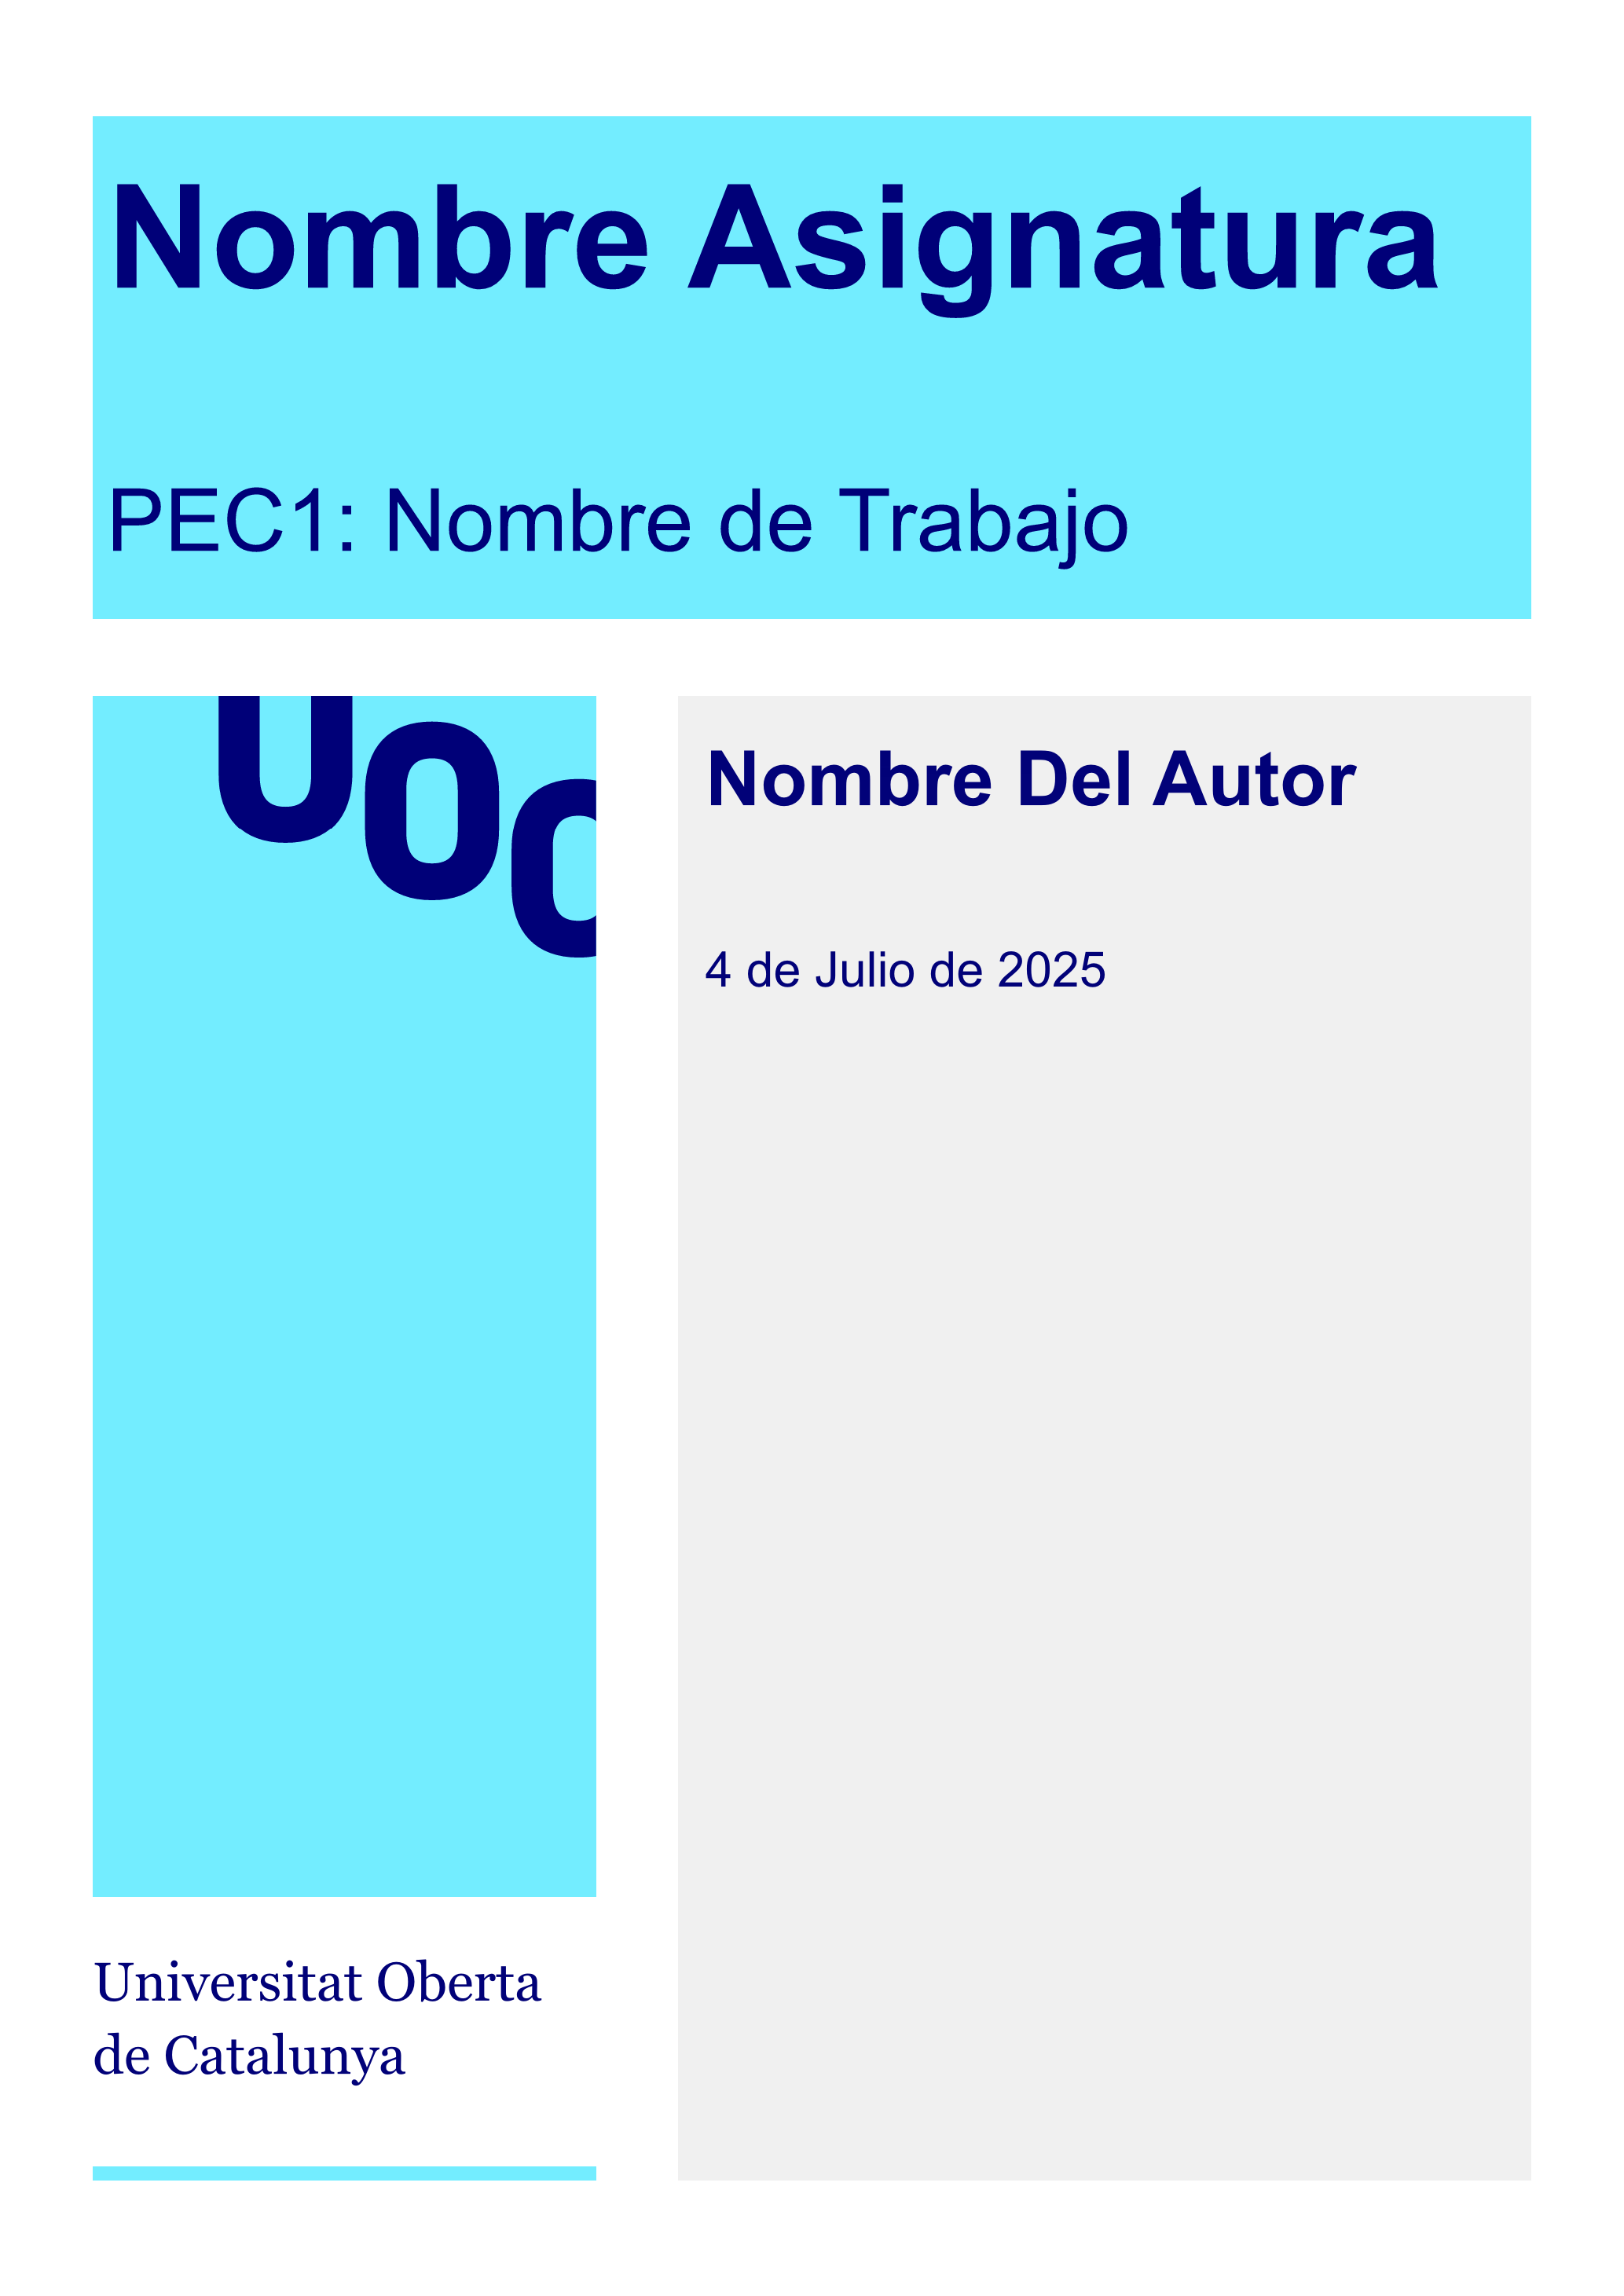 Nombre Asignatura
PEC1: Nombre de Trabajo
UOC
Nombre Del Autor
4 de Julio de 2025
Universitat Oberta
de Catalunya